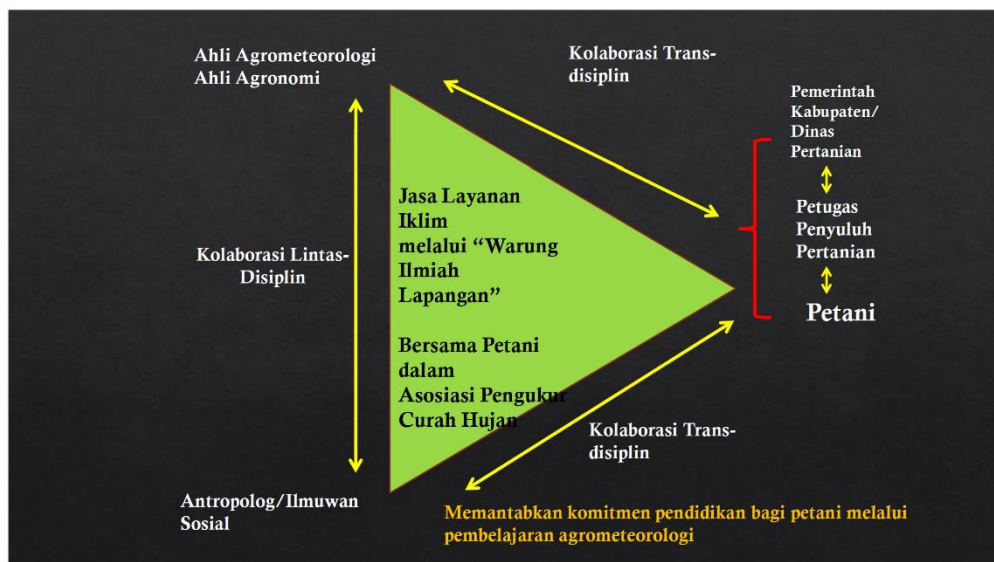 Ahli Agrometeorologi
Ahli Agronomi
Kolaborasi Trans-
disiplin
Pemerintah
Kabupaten/
Dinas
Pertanian
Petugas
Penyuluh
Pertanian
Petani
Jasa Layanan
Iklim
melalui “Warung
Ilmiah
Lapangan”
Bersama Petani
dalam
Asosiasi Pengukur
Curah Hujan
Kolaborasi Lintas-
Disiplin
Kolaborasi Trans-
disiplin
Antropolog/Ilmuwan
Sosial
Memantabkan komitmen pendidikan bagi petani melalui
pembelajaran agrometeorologi